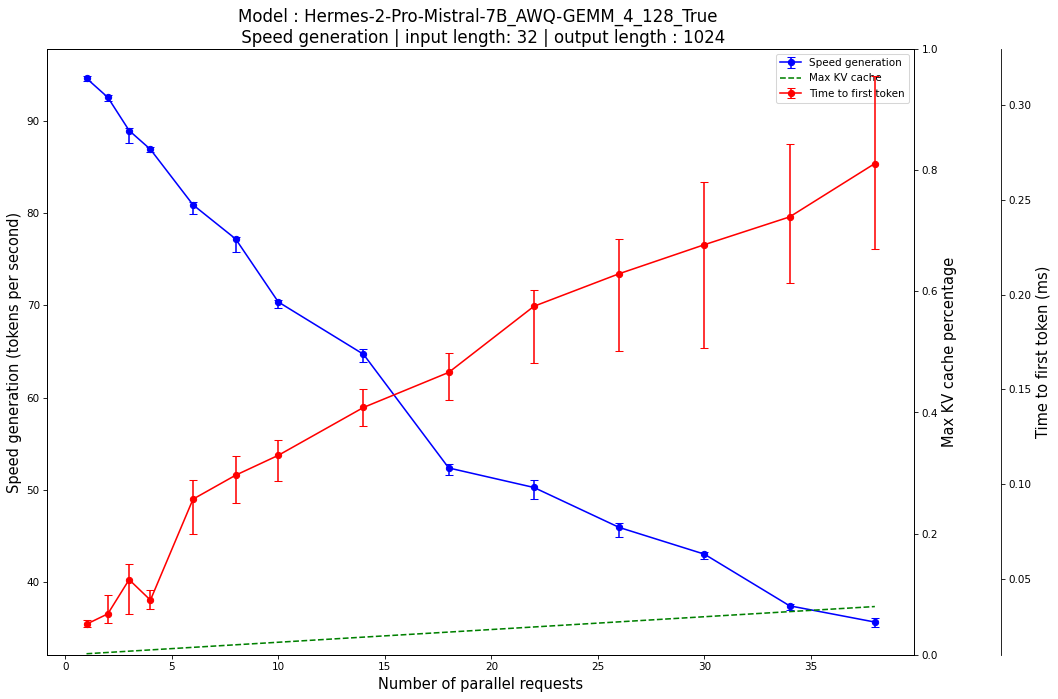 Model : Hermes-2-Pro-Mistral-7B_AWQ-GEMM_4_128_True
Speed generation | input length: 32 | output length : 1024
Speed generation
Max KV cache
Time to first token
Speed generation (tokens per second)
90
80
70
60
50
40
0
5
10
15
20
25
30
35
Number of parallel requests
1.0
0.8
0.6
0.4
0.2
0.0
Max KV cache percentage
0.30
0.25
0.20
0.15
0.10
0.05
Time to first token (ms)